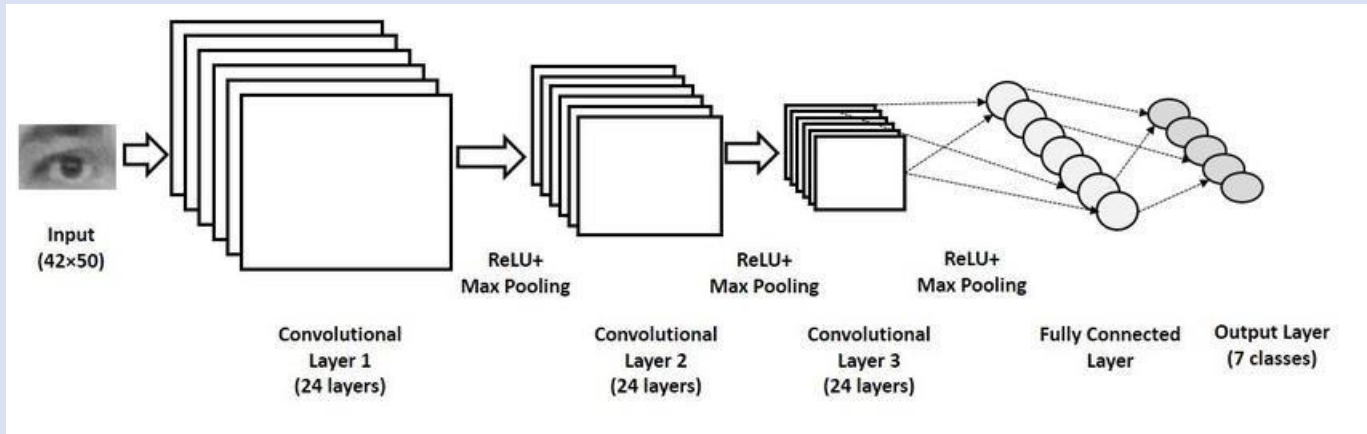 Input
(42×50)
ReLU+
Max Pooling
ReLU+
Max Pooling
ReLU+
Max Pooling
Convolutional
Layer 1
(24 layers)
Convolutional
Layer 2
(24 layers)
Convolutional
Layer 3
(24 layers)
Fully Connected
Layer
Output Layer
(7 classes)